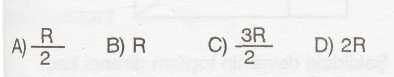 A) R/2 B) R C) 3R/2 D) 2R